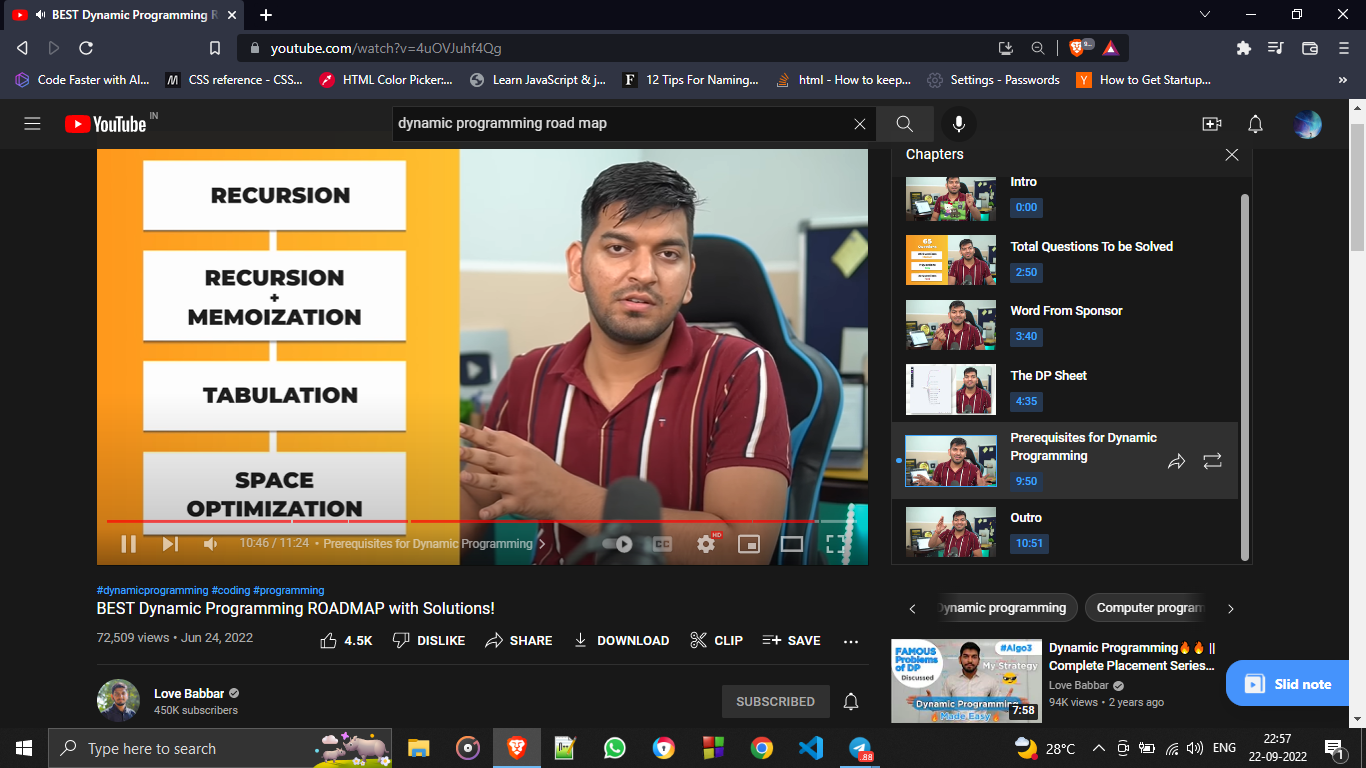 BEST Dynamic Programming R
youtube.com/watch?v=4uOVJuhf4Qg
Code Faster with AI...
CSS reference - CSS...
HTML Color Picker:...
Learn JavaScript & j...
12 Tips For Naming...
html - How to keep...
Settings - Passwords
How to Get Startup...
YouTube IN
dynamic programming road map
RECURSION
RECURSION
+
MEMOIZATION
TABULATION
SPACE
OPTIMIZATION
10:46 / 11:24 • Prerequisites for Dynamic Programming
CC
HD
Chapters
Intro
0:00
Total Questions To be Solved
2:50
Word From Sponsor
3:40
The DP Sheet
4:35
Prerequisites for Dynamic
Programming
9:50
Outro
10:51
#dynamicprogramming #coding #programming
BEST Dynamic Programming ROADMAP with Solutions!
72,509 views • Jun 24, 2022
4.5K
DISLIKE
SHARE
DOWNLOAD
CLIP
SAVE
Love Babbar
450K subscribers
SUBSCRIBED
Dynamic programming
Computer program
FAMOUS
Problems
of DP
Discussed
#Algo3
My Strategy
Dynamic Programming
Made Easy
7:58
Dynamic Programming🔥🔥 ||
Complete Placement Series...
Love Babbar
94K views • 2 years ago
Slid note
Type here to search
.88
28°C
ENG
22:57
22-09-2022
1